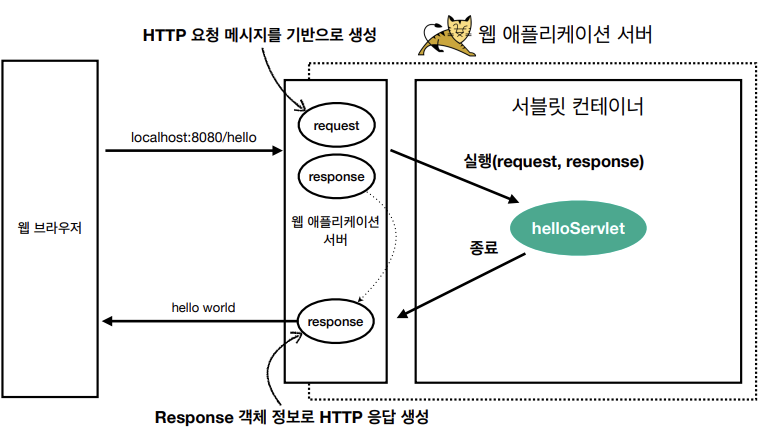 HTTP 요청 메시지를 기반으로 생성
웹 애플리케이션 서버
서블릿 컨테이너
request
localhost:8080/hello
실행(request, response)
response
웹 브라우저
웹 애플리케이션
서버
helloServlet
종료
hello world
response
Response 객체 정보로 HTTP 응답 생성